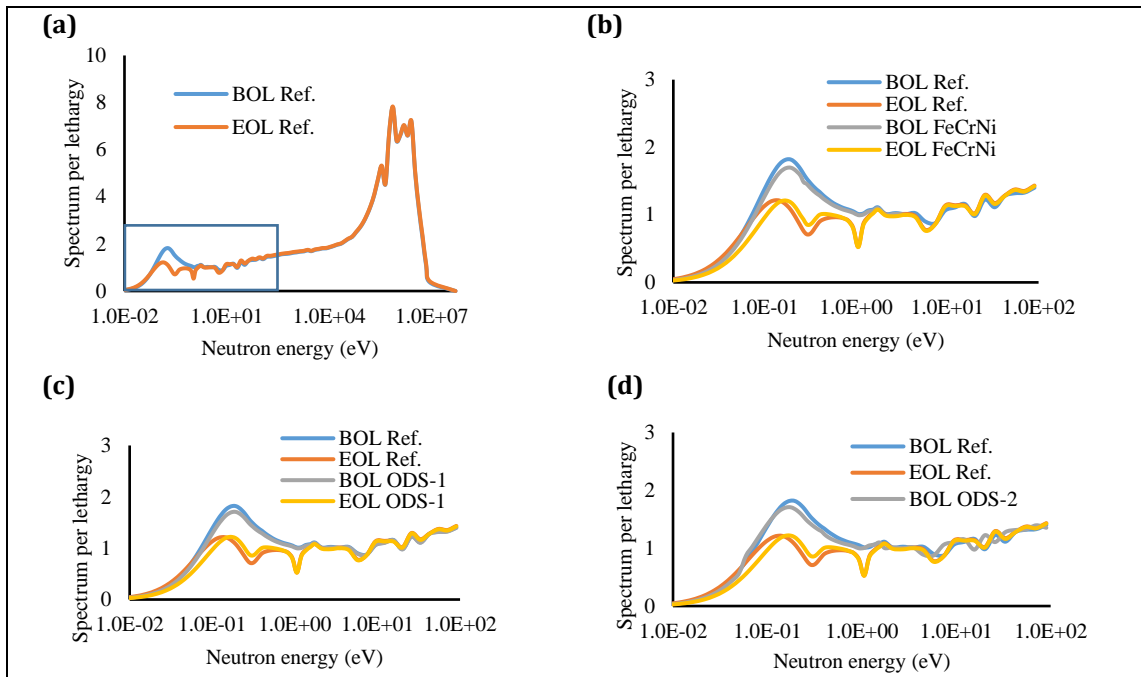 (a)
10
8
6
4
2
0
Spectrum per lethargy
BOL Ref.
EOL Ref.
1.0E-02 1.0E+01 1.0E+04 1.0E+07
Neutron energy (eV)
(b)
3
2
1
0
Spectrum per lethargy
BOL Ref.
EOL Ref.
BOL FeCrNi
EOL FeCrNi
1.0E-02 1.0E-01 1.0E+00 1.0E+01 1.0E+02
Neutron energy (eV)
(c)
3
2
1
0
Spectrum per lethargy
BOL Ref.
EOL Ref.
BOL ODS-1
EOL ODS-1
1.0E-02 1.0E-01 1.0E+00 1.0E+01 1.0E+02
Neutron energy (eV)
(d)
3
2
1
0
Spectrum per lethargy
BOL Ref.
EOL Ref.
BOL ODS-2
1.0E-02 1.0E-01 1.0E+00 1.0E+01 1.0E+02
Neutron energy (eV)